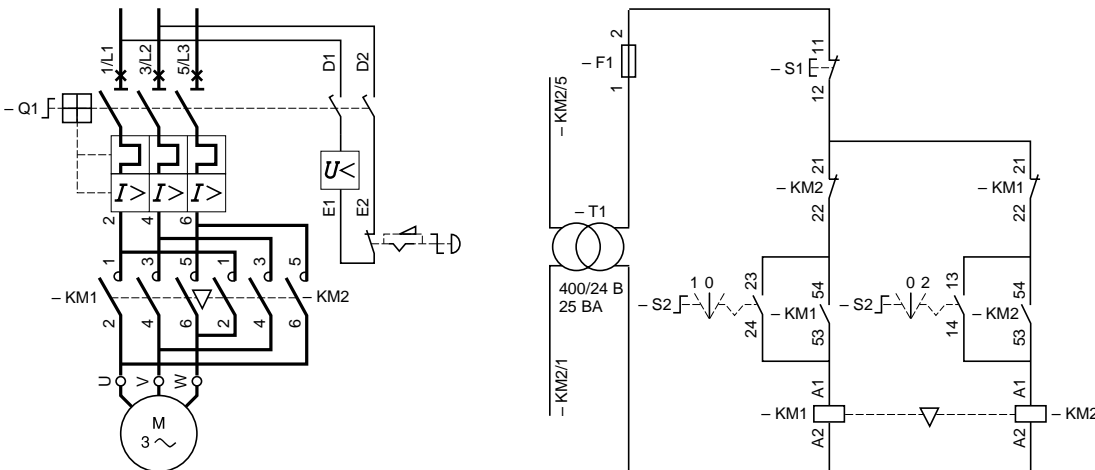 1/L1
3/L2
5/L3
D1
D2
– Q1
U<
I>
I>
I>
2
4
6
E1
E2
1
3
5
1
3
5
– KM1
– KM2
2
4
6
2
4
6
U
V
W
M
3
2
– F1
1
– KM2/5
– T1
400/24 В
25 ВА
– KM2/1
11
– S1
12
21
– KM2
22
21
– KM1
22
1 0
– S2
23
24
54
– KM1
53
0 2
– S2
13
14
54
– KM2
53
A1
– KM1
A2
A1
– KM2
A2